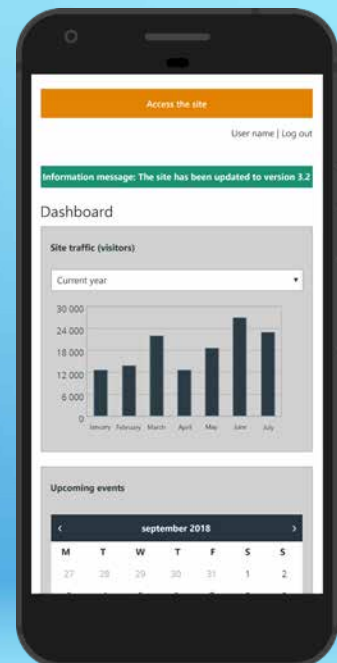 Access the site
User name | Log out
Information message: The site has been updated to version 3.2
Dashboard
Site traffic (visitors)
Current year
30 000
24 000
18 000
12 000
6 000
0
January February March April May June July
Upcoming events
september 2018
M T W T F S S
27 28 29 30 31 1 2